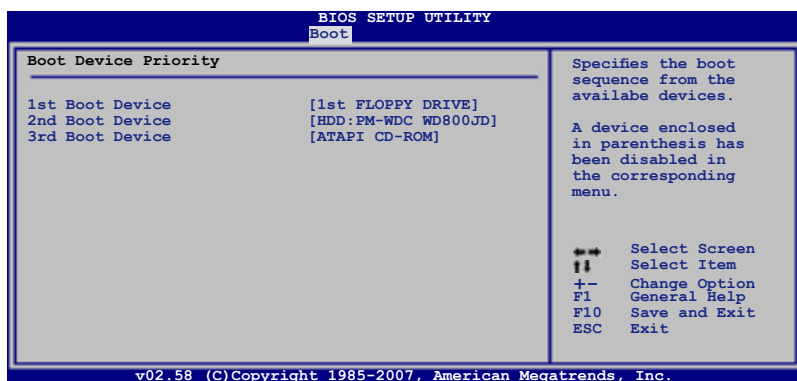 BIOS SETUP UTILITY
Boot
Boot Device Priority
1st Boot Device [1st FLOPPY DRIVE]
2nd Boot Device [HDD:PM-WDC WD800JD]
3rd Boot Device [ATAPI CD-ROM]
Specifies the boot
sequence from the
availabe devices.
A device enclosed
in parenthesis has
been disabled in
the corresponding
menu.
←→ Select Screen
↑↓ Select Item
+- Change Option
F1 General Help
F10 Save and Exit
ESC Exit
v02.58 (C)Copyright 1985-2007, American Megatrends, Inc.